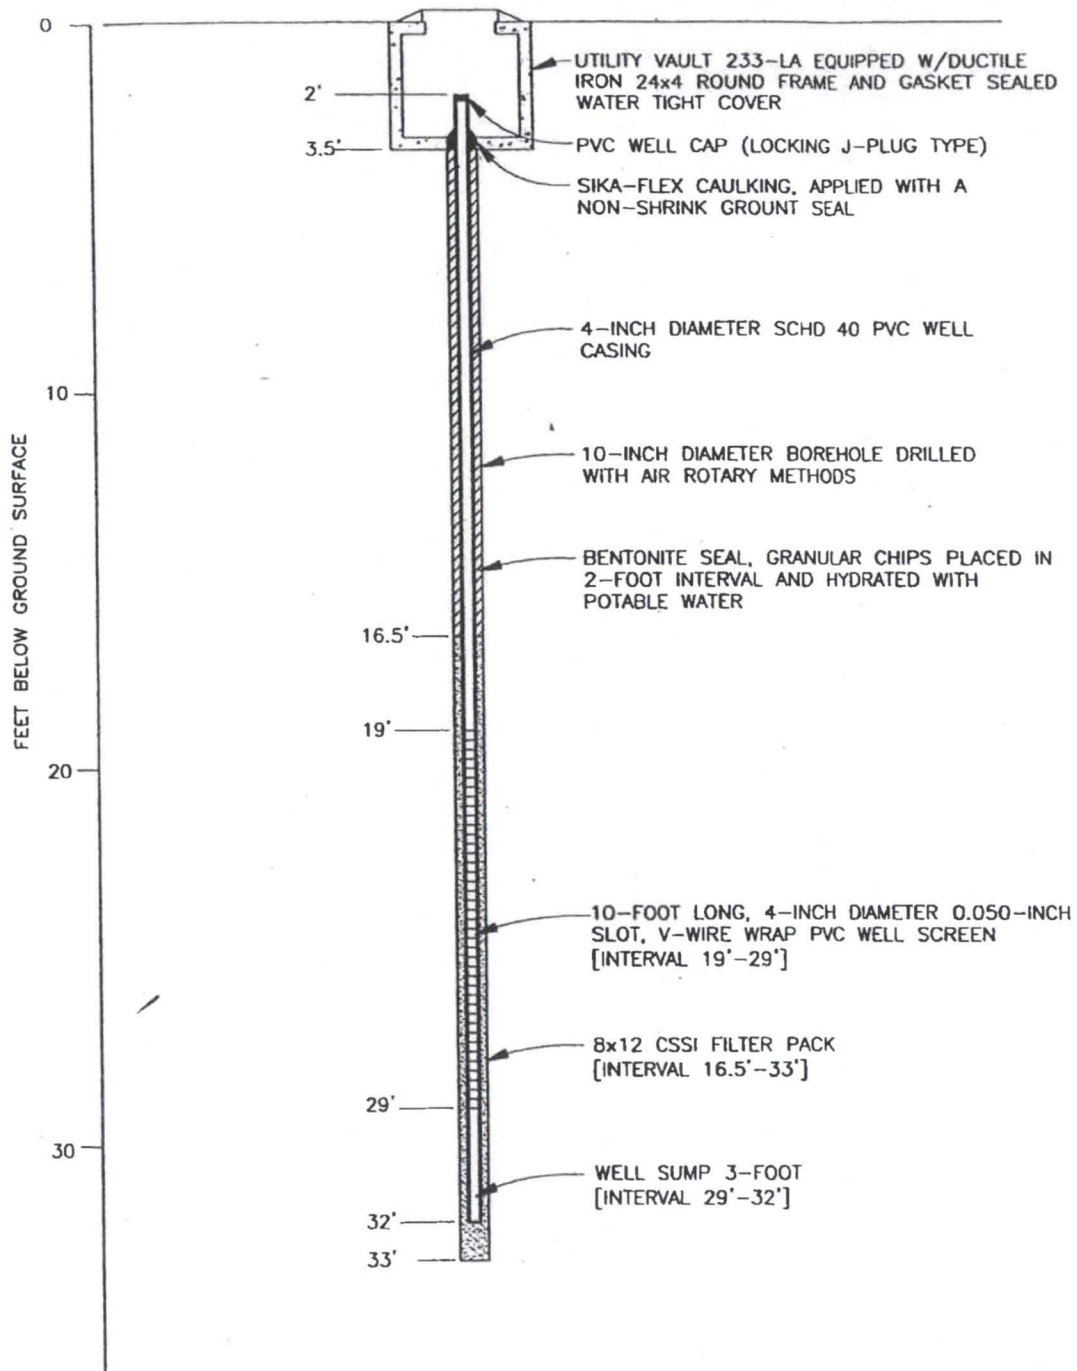 0
UTILITY VAULT 233-LA EQUIPPED W/DUCTILE
IRON 24x4 ROUND FRAME AND GASKET SEALED
WATER TIGHT COVER
2'
PVC WELL CAP (LOCKING J-PLUG TYPE)
3.5'
SIKA-FLEX CAULKING, APPLIED WITH A
NON-SHRINK GROUNT SEAL
4-INCH DIAMETER SCHD 40 PVC WELL
CASING
10
FEET BELOW GROUND SURFACE
10-INCH DIAMETER BOREHOLE DRILLED
WITH AIR ROTARY METHODS
BENTONITE SEAL, GRANULAR CHIPS PLACED IN
2-FOOT INTERVAL AND HYDRATED WITH
POTABLE WATER
16.5'
19'
20
10-FOOT LONG, 4-INCH DIAMETER 0.050-INCH
SLOT, V-WIRE WRAP PVC WELL SCREEN
[INTERVAL 19'-29']
8x12 CSSI FILTER PACK
[INTERVAL 16.5'-33']
29'
30
WELL SUMP 3-FOOT
[INTERVAL 29'-32']
32'
33'